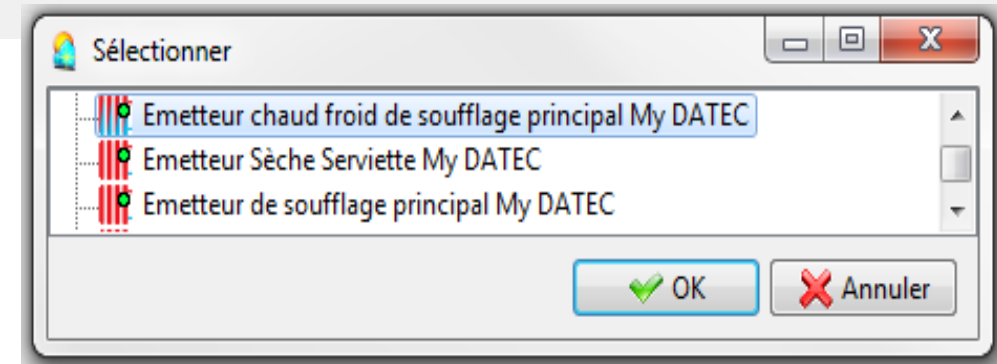 Sélectionner
Emetteur chaud froid de soufflage principal My DATEC
Emetteur Sèche Serviette My DATEC
Emetteur de soufflage principal My DATEC
OK Annuler